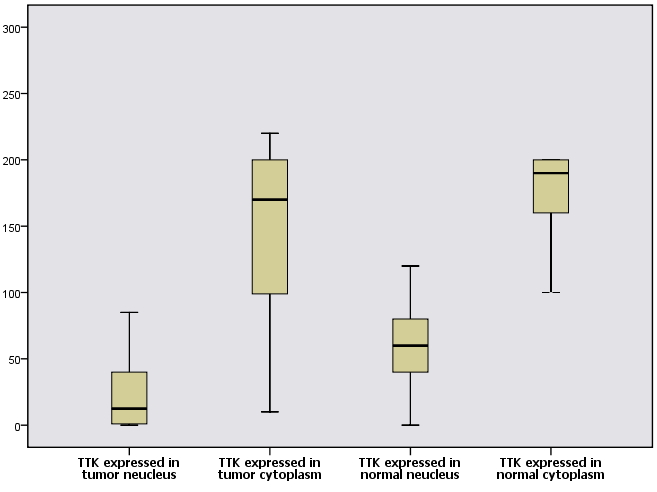 300
250
200
150
100
50
0
TTK expressed in
tumor neucleus
TTK expressed in
tumor cytoplasm
TTK expressed in
normal neucleus
TTK expressed in
normal cytoplasm